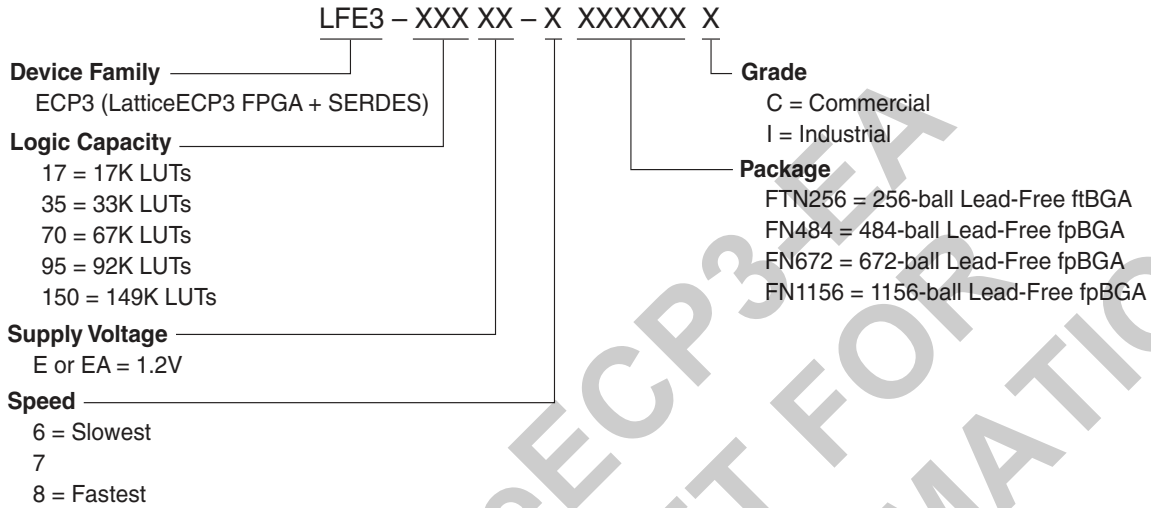 LFE3 – XXX XX – X XXXXXX X
Device Family
ECP3 (LatticeECP3 FPGA + SERDES)
Logic Capacity
17 = 17K LUTs
35 = 33K LUTs
70 = 67K LUTs
95 = 92K LUTs
150 = 149K LUTs
Supply Voltage
E or EA = 1.2V
Speed
6 = Slowest
7
8 = Fastest
Grade
C = Commercial
I = Industrial
Package
FTN256 = 256-ball Lead-Free ftBGA
FN484 = 484-ball Lead-Free fpBGA
FN672 = 672-ball Lead-Free fpBGA
FN1156 = 1156-ball Lead-Free fpBGA
ECP3-EA
FOR